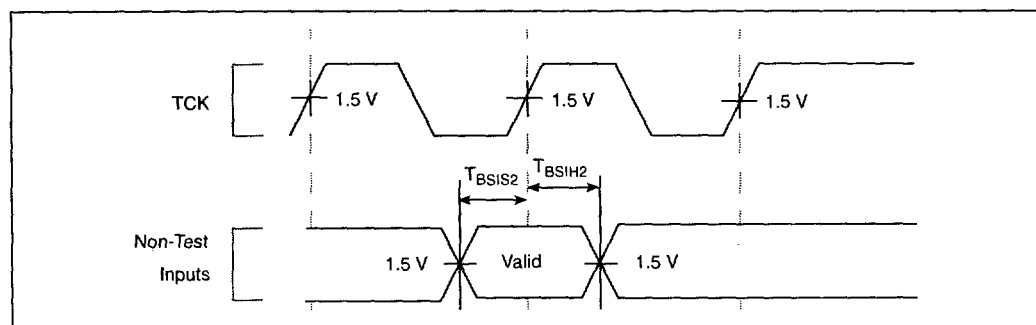 TCK
1.5 V
1.5 V
1.5 V
TBSIS2
TBSIH2
Non-Test
Inputs
1.5 V
Valid
1.5 V